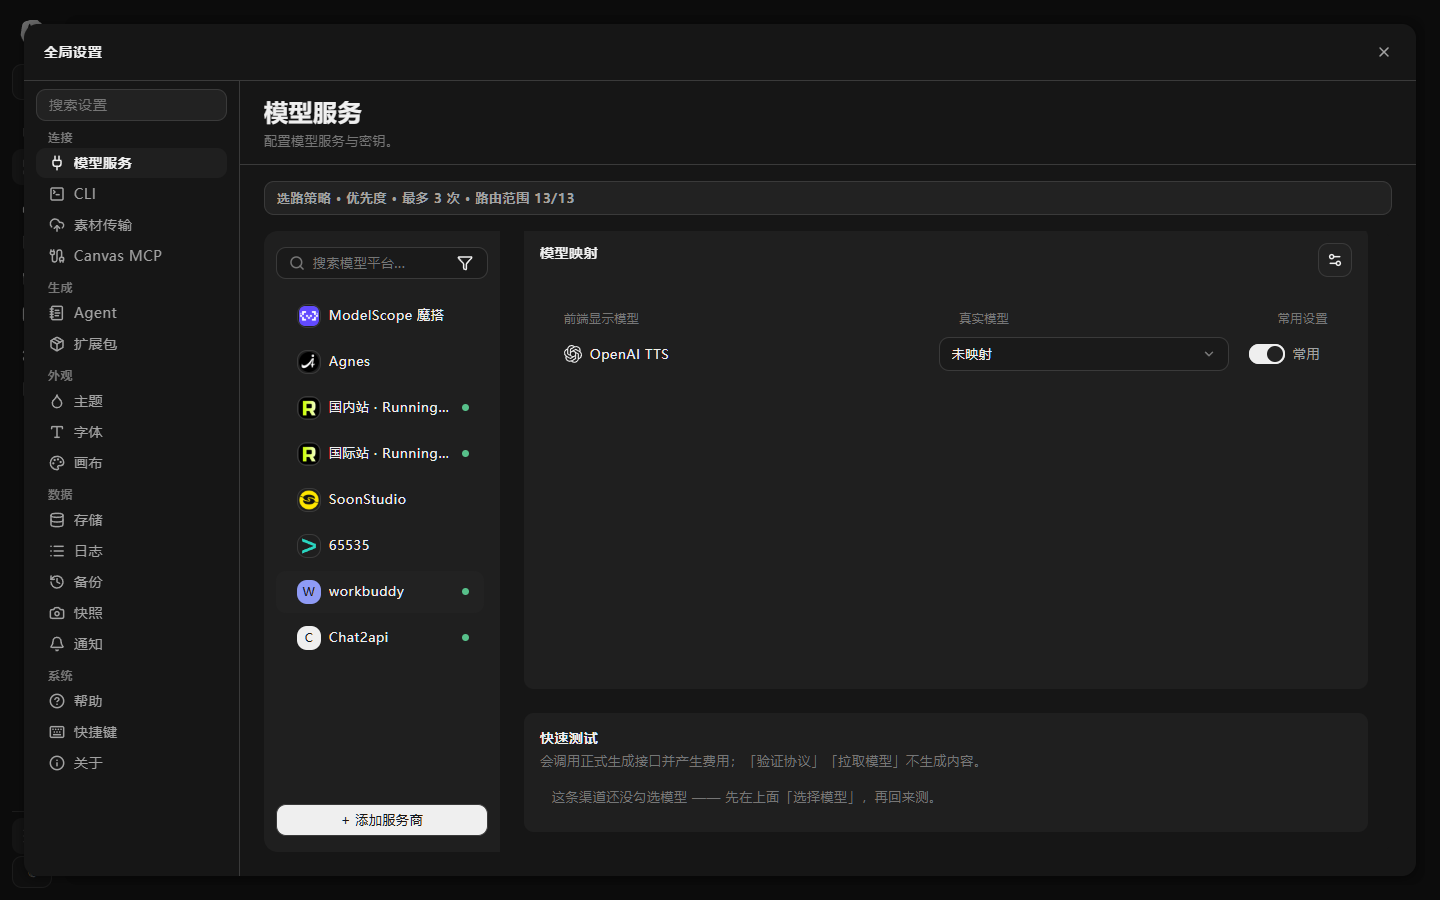 全局设置
搜索设置
连接
模型服务
CLI
素材传输
Canvas MCP
生成
Agent
扩展包
外观
主题
字体
画布
数据
存储
日志
备份
快照
通知
系统
帮助
快捷键
关于
模型服务
配置模型服务与密钥。
选路策略 • 优先度 • 最多 3 次 • 路由范围 13/13
搜索模型平台...
ModelScope 魔搭
Agnes
国内站 · Running...
国际站 · Running...
SoonStudio
65535
W workbuddy
C Chat2api
+ 添加服务商
模型映射
前端显示模型 真实模型 常用设置
OpenAI TTS 未映射 常用
快速测试
会调用正式生成接口并产生费用；「验证协议」「拉取模型」不生成内容。
这条渠道还没勾选模型 —— 先在上面「选择模型」，再回来测。